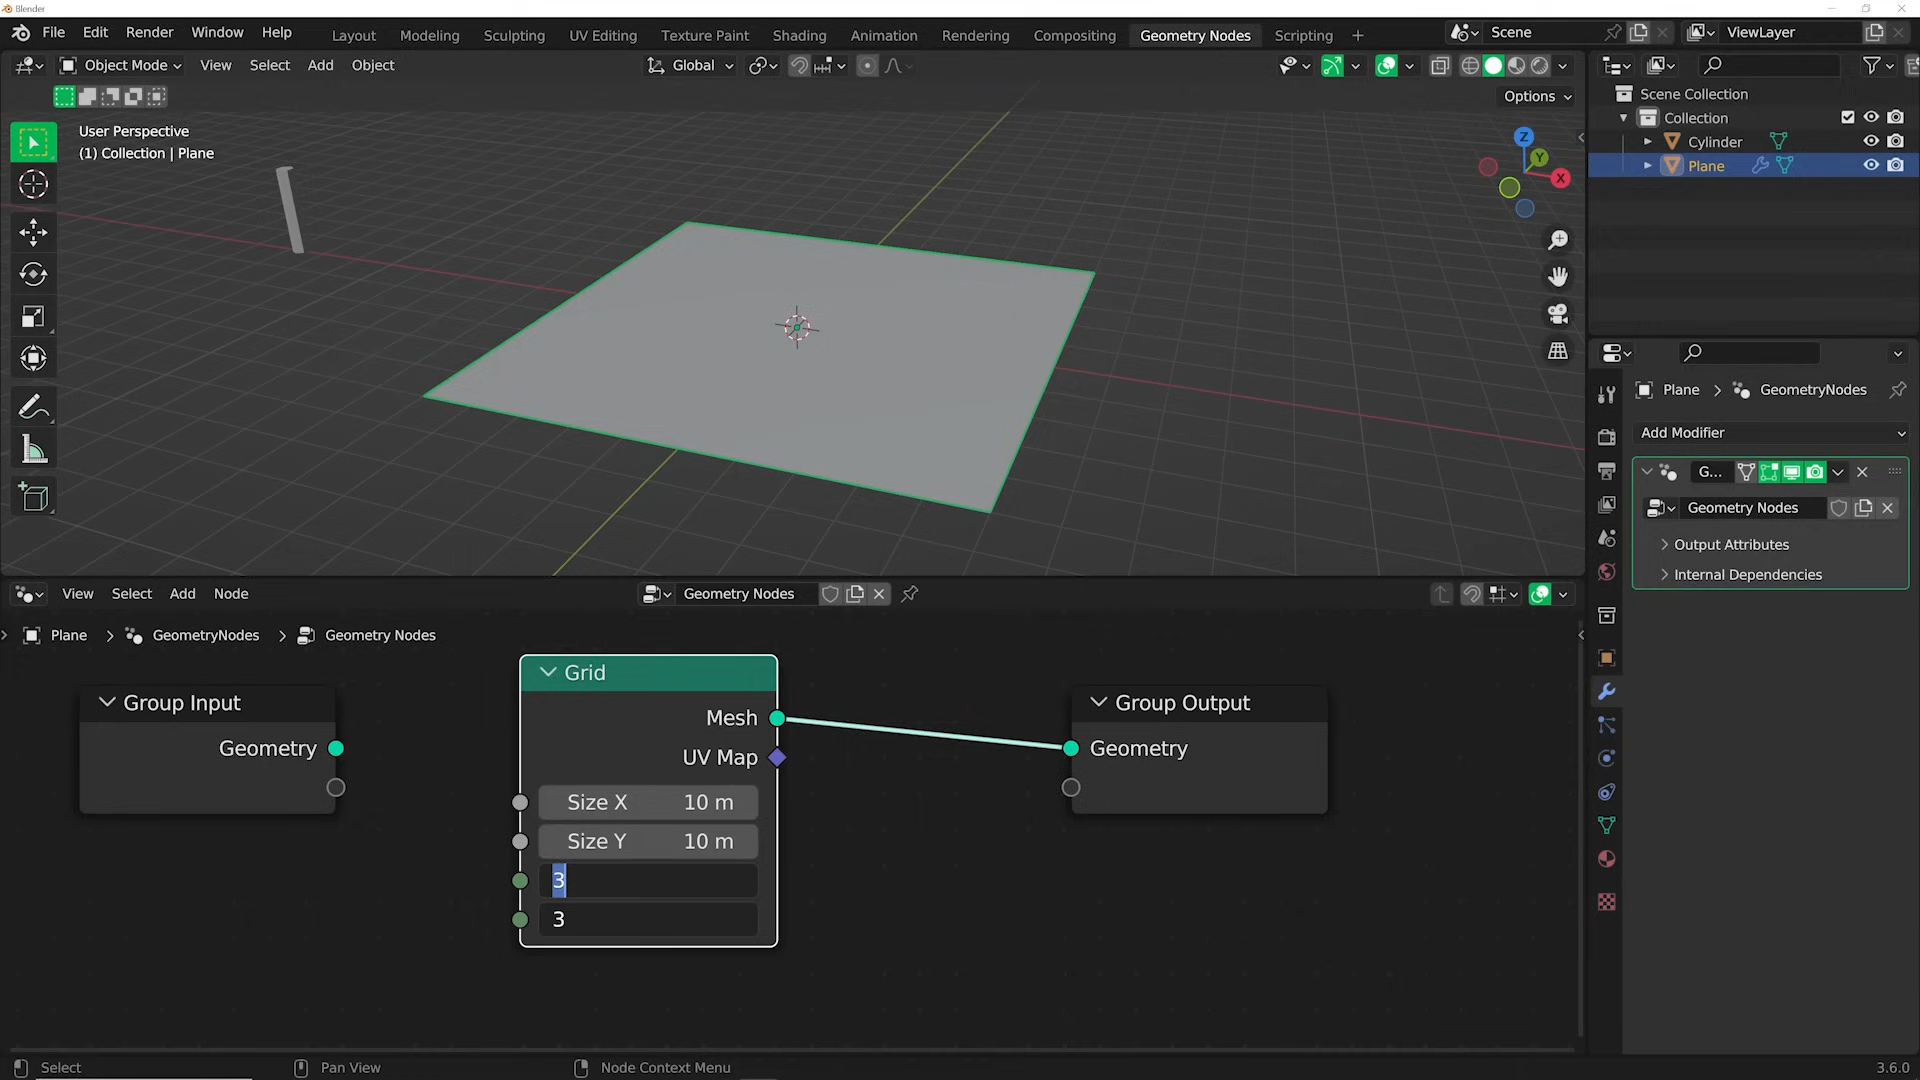 Blender
File Edit Render Window Help Layout Modeling Sculpting UV Editing Texture Paint Shading Animation Rendering Compositing Geometry Nodes Scripting + Scene ViewLayer
Object Mode View Select Add Object Global
Options
User Perspective
(1) Collection | Plane
Z
Y
X
Scene Collection
Collection
Cylinder
Plane
Plane > GeometryNodes
Add Modifier
G...
Geometry Nodes
Output Attributes
Internal Dependencies
View Select Add Node Geometry Nodes
Plane > GeometryNodes > Geometry Nodes
Group Input
Geometry
Grid
Mesh
UV Map
Size X 10 m
Size Y 10 m
3
3
Group Output
Geometry
Select Pan View Node Context Menu 3.6.0